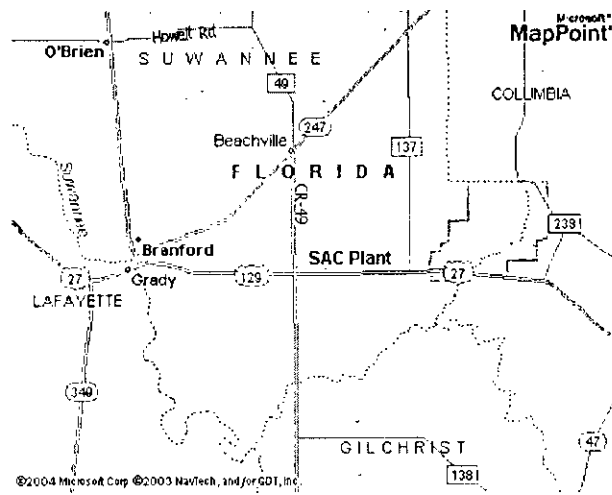 Howell Rd
Microsoft®
MapPoint®
O'Brien
SUWANNEE
49
COLUMBIA
247
Beachville
137
FLORIDA
CR-49
Suwannee
239
Branford
SAC Plant
27
129
27
Grady
LAFAYETTE
349
GILCHRIST
47
138
©2004 Microsoft Corp ©2003 NavTech, and/or GDT, Inc.